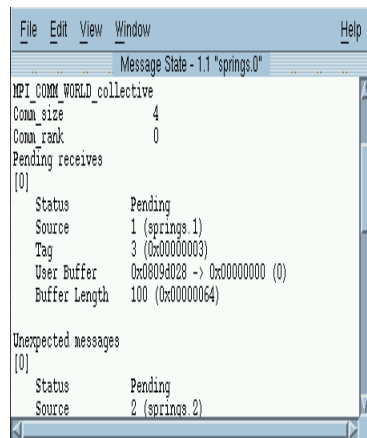 File Edit View Window Help
Message State - 1.1 "springs.0"
MPI_COMM_WORLD_collective
Comm_size 4
Comm_rank 0
Pending receives
[0]
Status Pending
Source 1 (springs.1)
Tag 3 (0x00000003)
User Buffer 0x0809d028 -> 0x00000000 (0)
Buffer Length 100 (0x00000064)
Unexpected messages
[0]
Status Pending
Source 2 (springs.2)